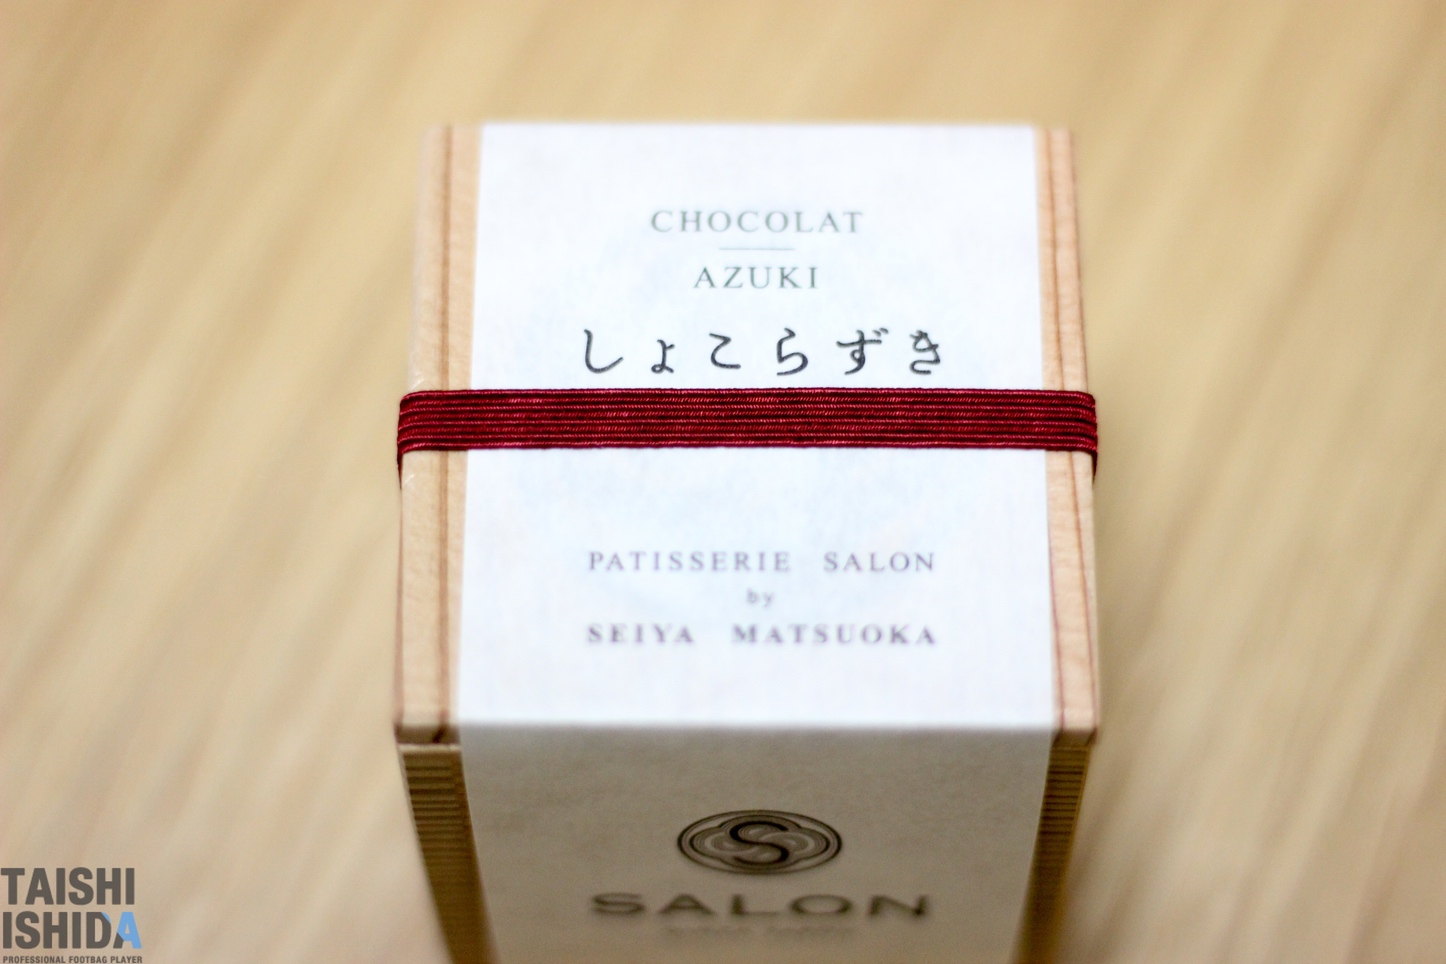 CHOCOLAT
AZUKI
しょこらずき
PATISSERIE SALON
by
SEIYA MATSUOKA
S
SALON
TAISHI
ISHIDA
PROFESSIONAL FOOTBAG PLAYER